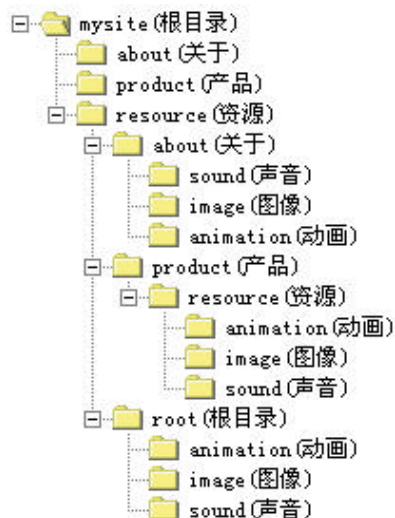 mysite(根目录)
about(关于)
product(产品)
resource(资源)
about(关于)
sound(声音)
image(图像)
animation(动画)
product(产品)
resource(资源)
animation(动画)
image(图像)
sound(声音)
root(根目录)
animation(动画)
image(图像)
sound(声音)